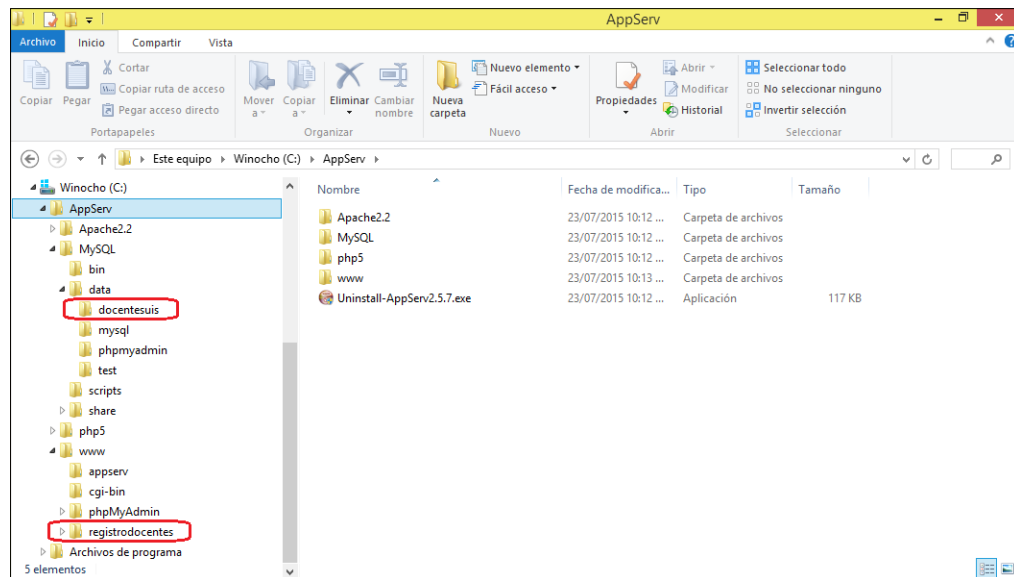 AppServ
Archivo Inicio Compartir Vista
Copiar Pegar Cortar
Copiar ruta de acceso
Pegar acceso directo
Portapapeles
Mover a Copiar a Eliminar Cambiar nombre
Organizar
Nueva carpeta Nuevo elemento
Fácil acceso
Nuevo
Propiedades Abrir
Modificar
Historial
Abrir
Seleccionar todo
No seleccionar ninguno
Invertir selección
Seleccionar
Este equipo Winocho (C:) AppServ
Winocho (C:)
AppServ
Apache2.2
MySQL
bin
data
docentesuis
mysql
phpmyadmin
test
scripts
share
php5
www
appserv
cgi-bin
phpMyAdmin
registrodocentes
Archivos de programa
Nombre Fecha de modifica... Tipo Tamaño
Apache2.2 23/07/2015 10:12 ... Carpeta de archivos
MySQL 23/07/2015 10:12 ... Carpeta de archivos
php5 23/07/2015 10:12 ... Carpeta de archivos
www 23/07/2015 10:13 ... Carpeta de archivos
Uninstall-AppServ2.5.7.exe 23/07/2015 10:12 ... Aplicación 117 KB
5 elementos